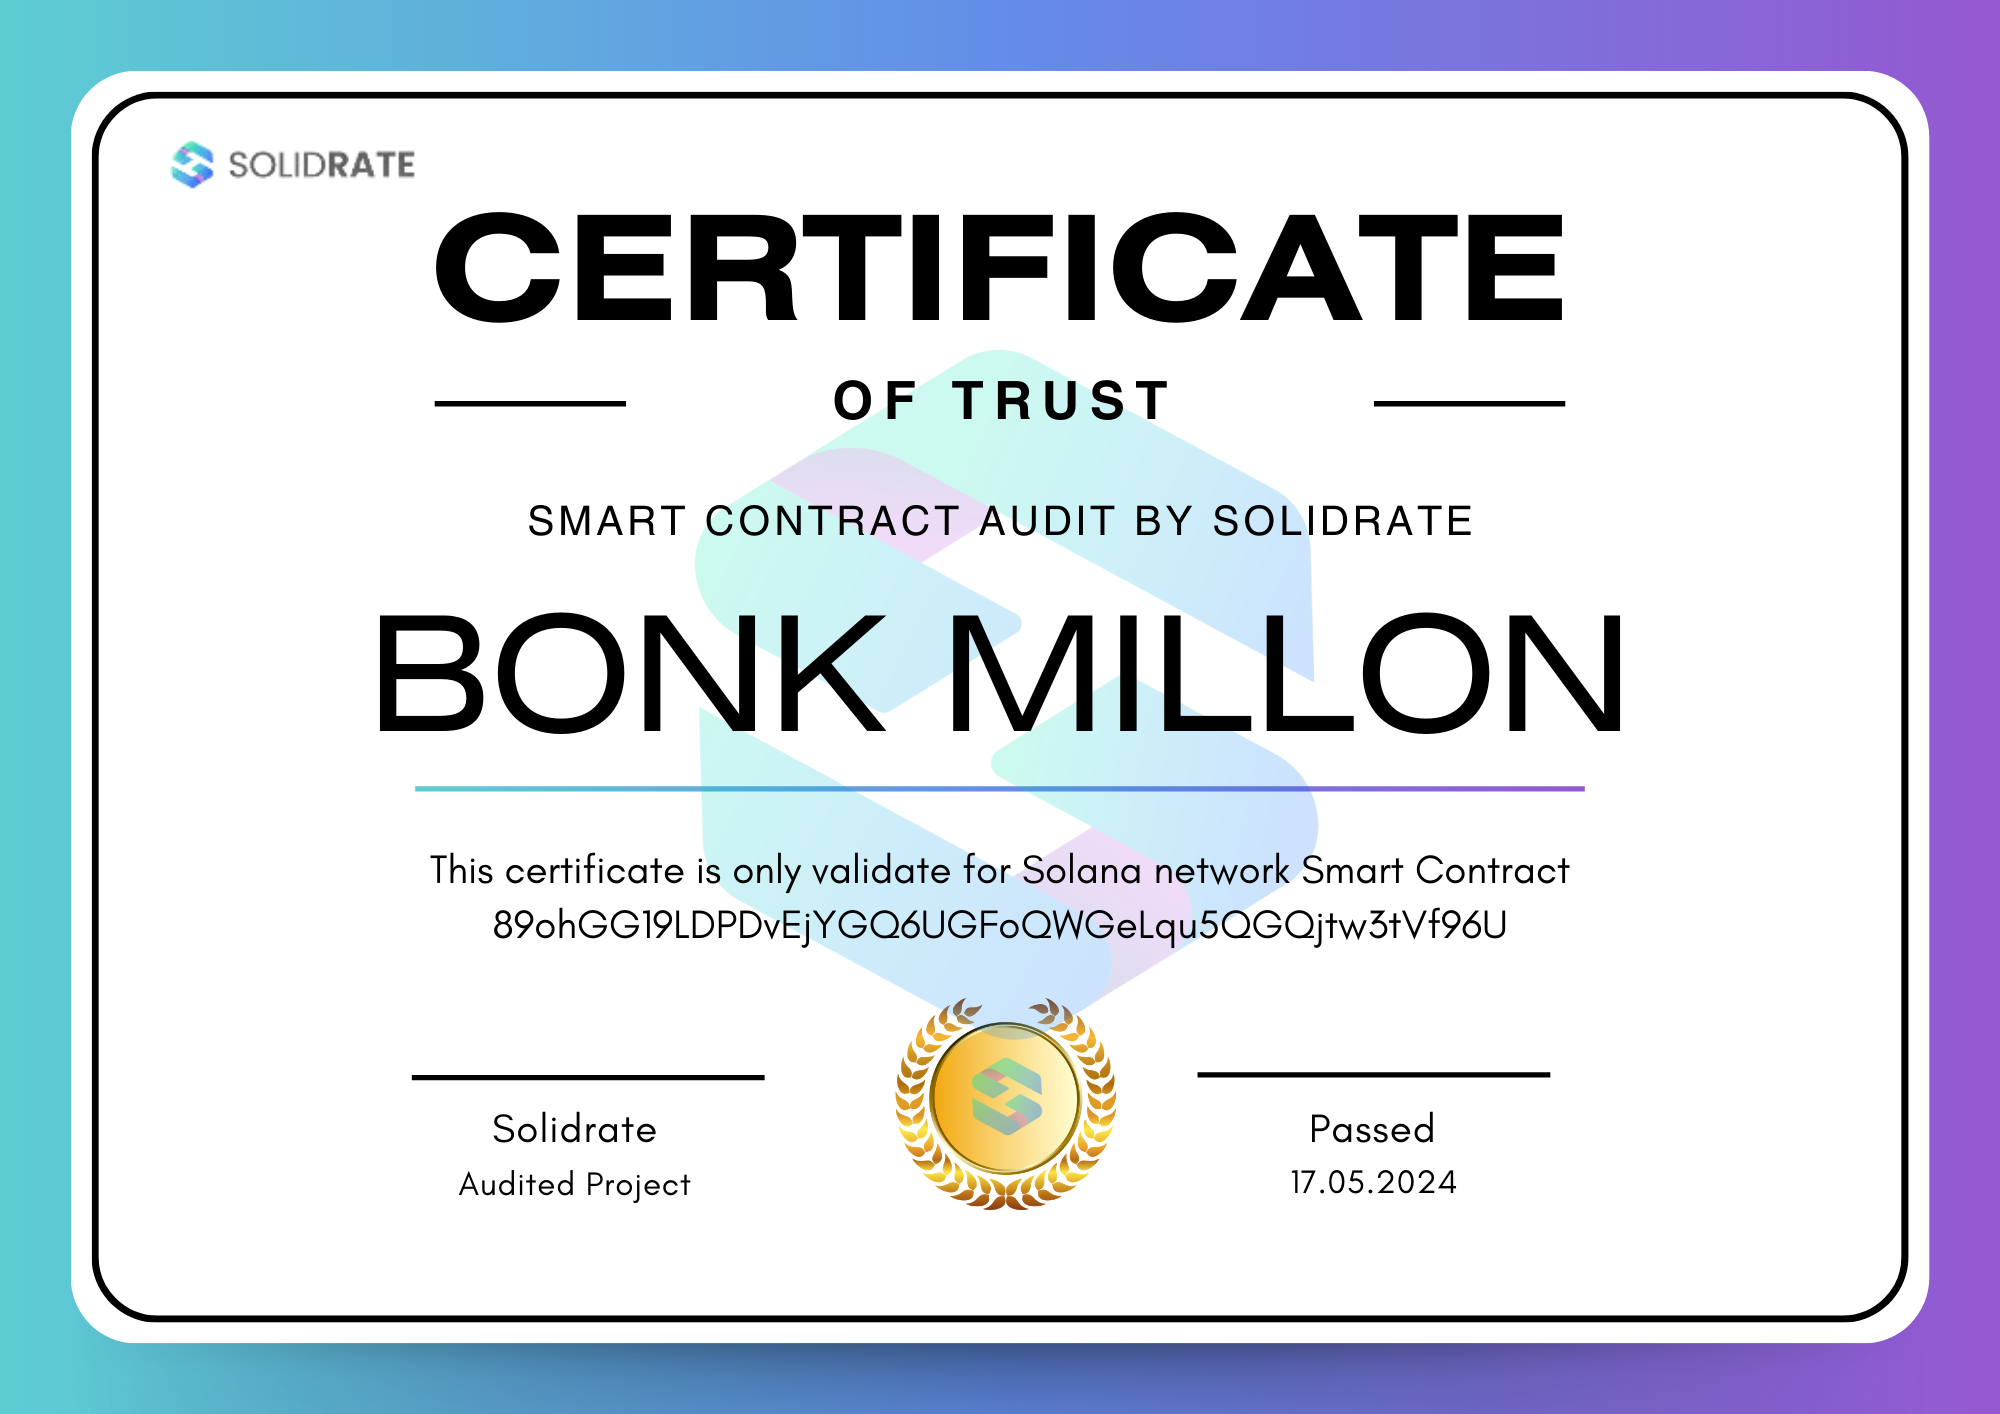 SOLIDRATE
CERTIFICATE
OF TRUST
SMART CONTRACT AUDIT BY SOLIDRATE
BONK MILLON
This certificate is only validate for Solana network Smart Contract
89ohGG19LDPDvEjYGQ6UGFoQWGeLqu5QGQjtw3tVf96U
Solidrate
Audited Project
Passed
17.05.2024